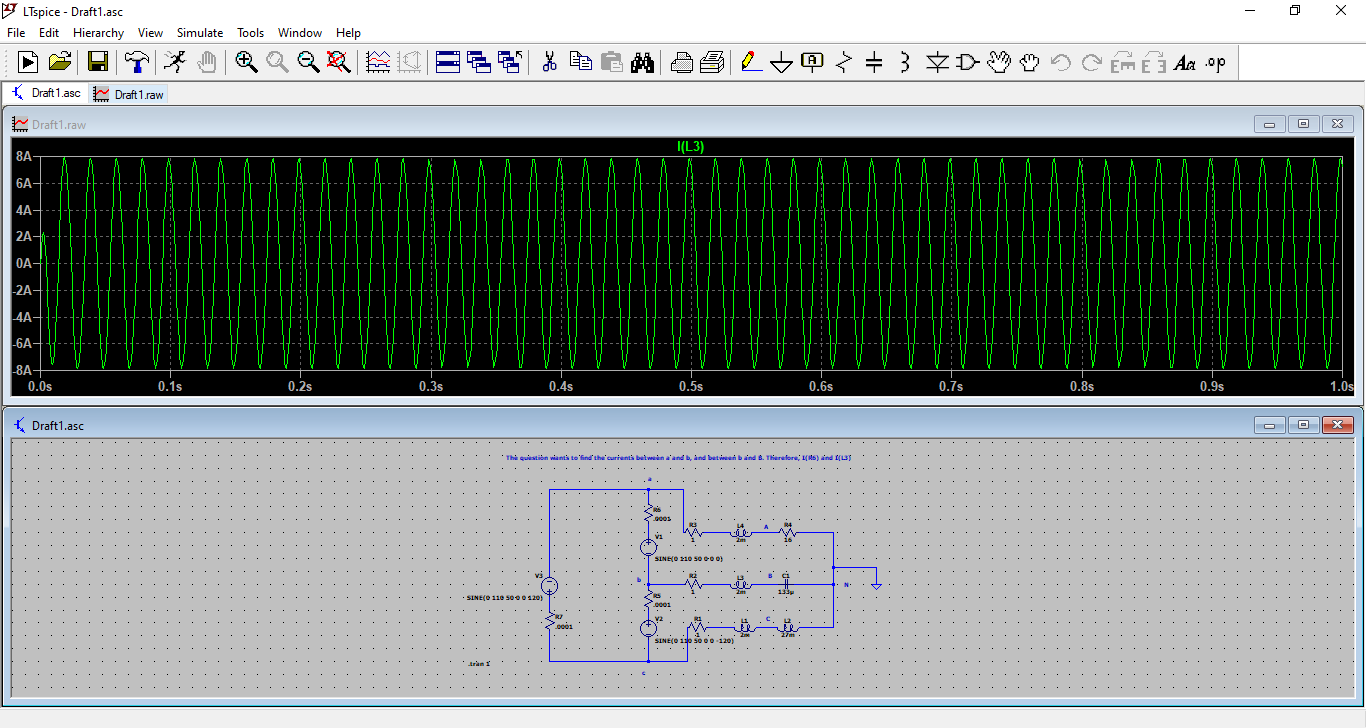 LTspice - Draft1.asc
File Edit Hierarchy View Simulate Tools Window Help
Draft1.asc Draft1.raw
Draft1.raw
I(L3)
8A
6A
4A
2A
0A
-2A
-4A
-6A
-8A
0.0s 0.1s 0.2s 0.3s 0.4s 0.5s 0.6s 0.7s 0.8s 0.9s 1.0s
Draft1.asc
The question wants to find the currents between a and b, and between b and B. Therefore, I(R6) and I(L3)
a
R6
.0001
R3
1
L4
2m
A
R4
16
V1
SINE(0 110 50 0 0 0)
V3
SINE(0 110 50 0 0 120)
b
R2
1
L3
2m
B
C1
133µ
N
R5
.0001
R7
.0001
V2
SINE(0 110 50 0 0 -120)
R1
1
L1
2m
C
L2
27m
.tran 1
c